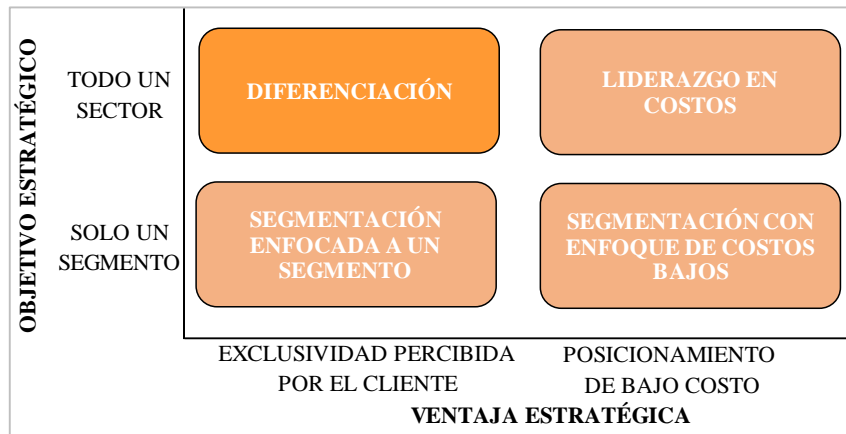 OBJETIVO ESTRATÉGICO
TODO UN
SECTOR
DIFERENCIACIÓN
LIDERAZGO EN
COSTOS
SOLO UN
SEGMENTO
SEGMENTACIÓN
ENFOCADA A UN
SEGMENTO
SEGMENTACIÓN CON
ENFOQUE DE COSTOS
BAJOS
EXCLUSIVIDAD PERCIBIDA
POR EL CLIENTE
POSICIONAMIENTO
DE BAJO COSTO
VENTAJA ESTRATÉGICA